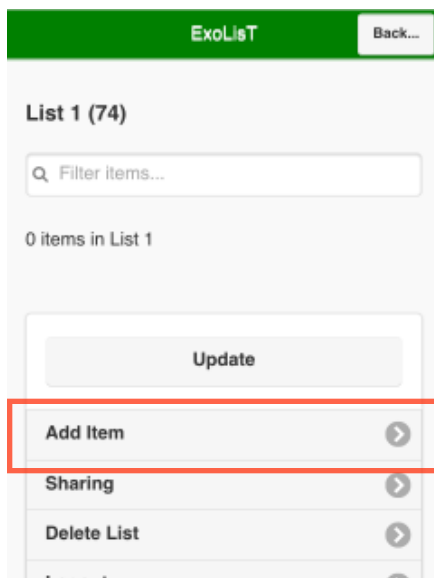 ExoLisT
Back...
List 1 (74)
Filter items...
0 items in List 1
Update
Add Item
Sharing
Delete List